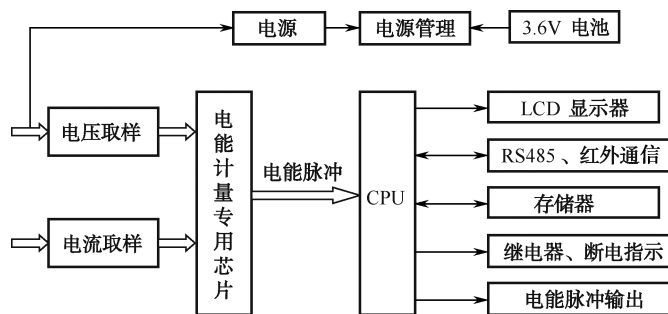 电源
电源管理
3.6V 电池
电压取样
电流取样
电能计量专用芯片
电能脉冲
CPU
LCD 显示器
RS485、红外通信
存储器
继电器、断电指示
电能脉冲输出